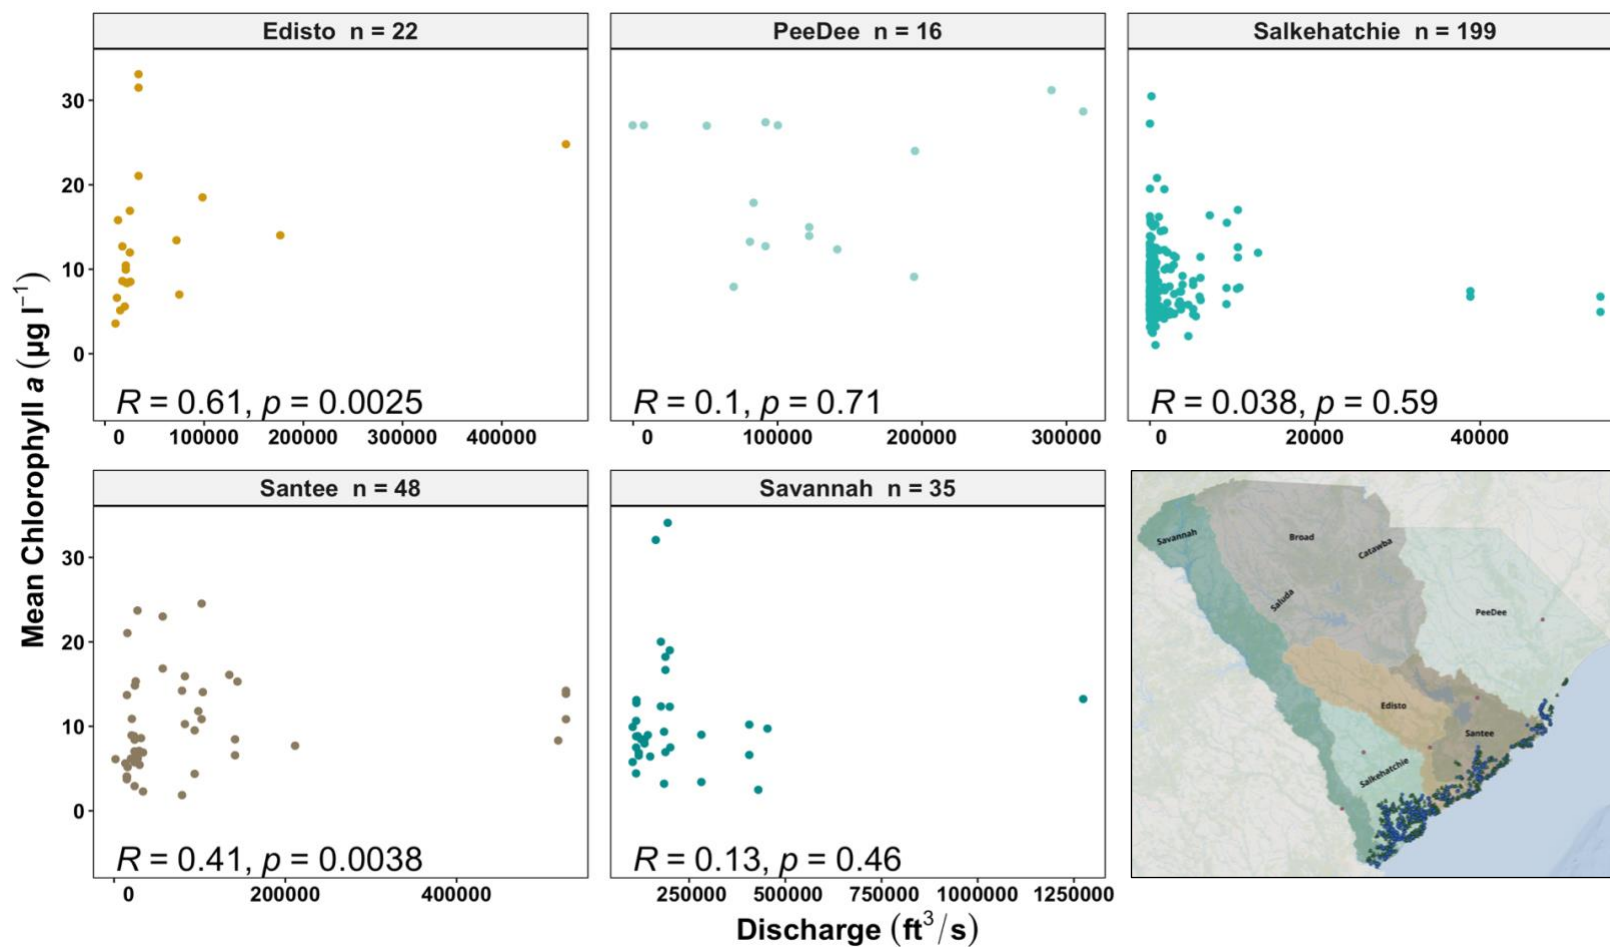 Edisto n = 22
PeeDee n = 16
Salkehatchie n = 199
30
20
10
0
R = 0.61, p = 0.0025
R = 0.1, p = 0.71
R = 0.038, p = 0.59
0 100000 200000 300000 400000
0 100000 200000 300000
0 20000 40000
Mean Chlorophyll a (µg l⁻¹)
Santee n = 48
Savannah n = 35
30
20
10
0
R = 0.41, p = 0.0038
R = 0.13, p = 0.46
0 200000 400000
250000 500000 750000 1000000 1250000
Discharge (ft³/s)
Savannah
Broad
Catawba
Saluda
PeeDee
Edisto
Santee
Salkehatchie